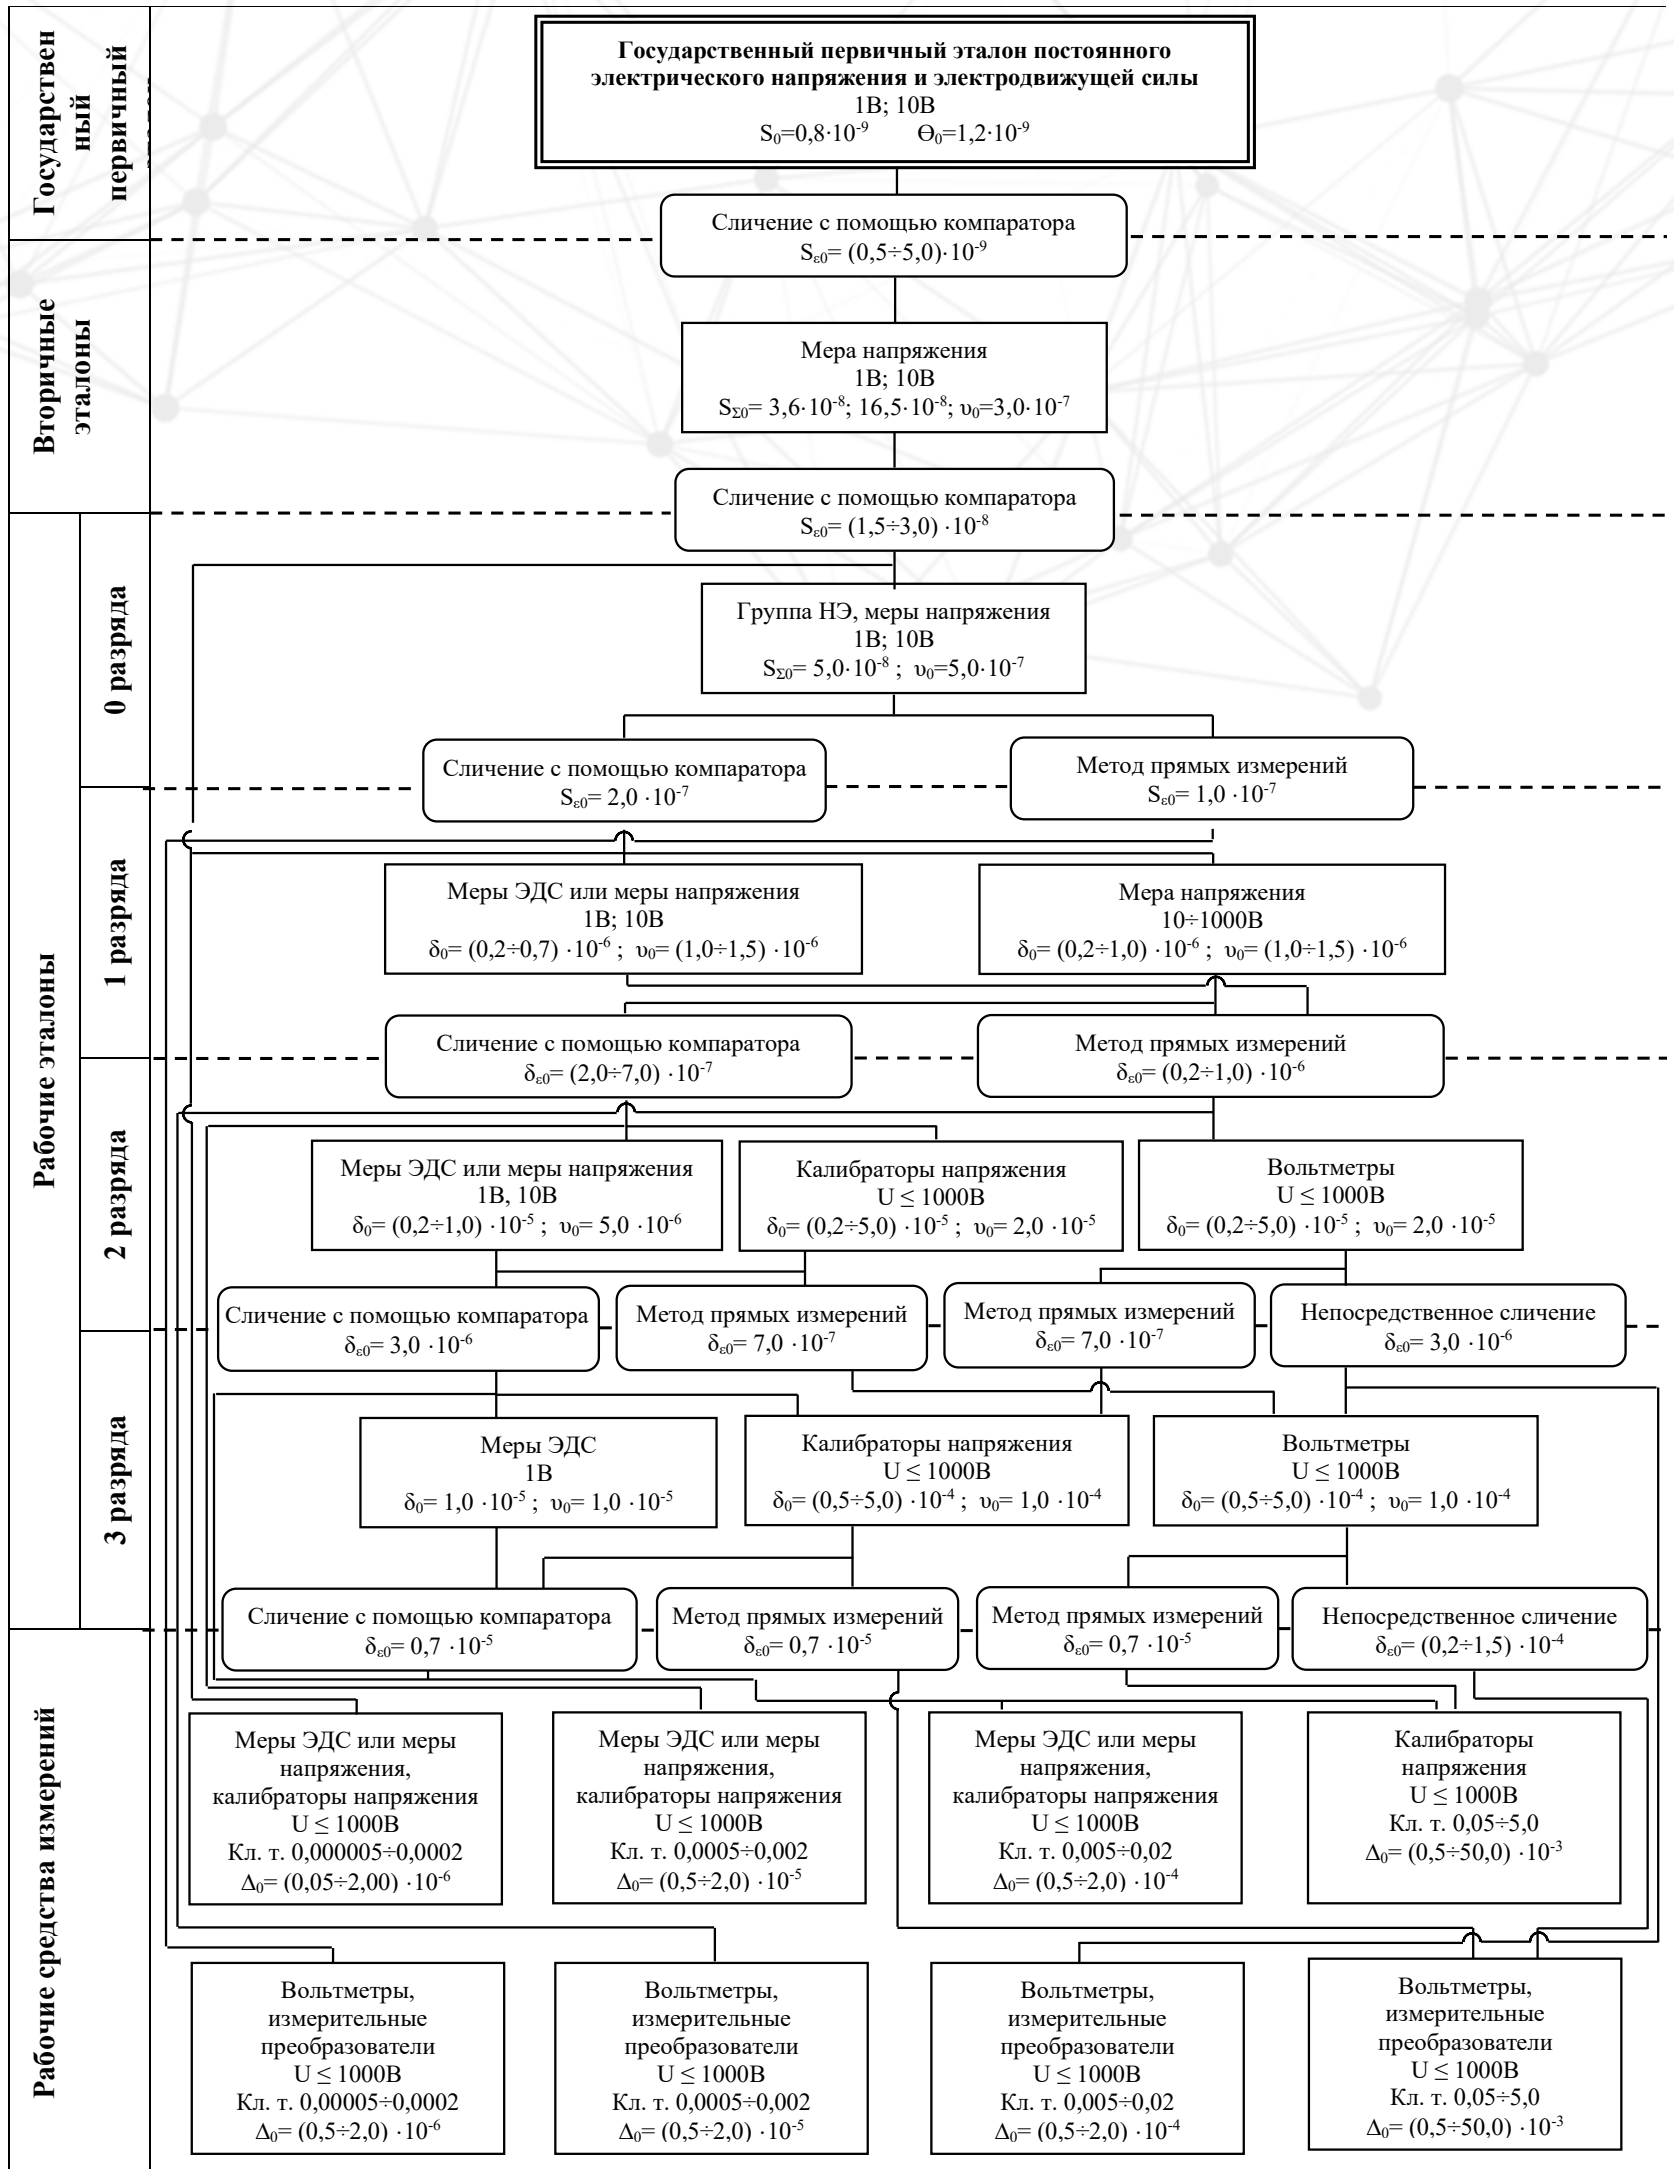 Государствен
ный
первичный
Государственный первичный эталон постоянного
электрического напряжения и электродвижущей силы
1В; 10В
S₀=0,8·10⁻⁹ Ө₀=1,2·10⁻⁹
Сличение с помощью компаратора
Sε₀= (0,5÷5,0)·10⁻⁹
Вторичные
эталоны
Мера напряжения
1В; 10В
S_Σ0= 3,6·10⁻⁸; 16,5·10⁻⁸; υ₀=3,0·10⁻⁷
Сличение с помощью компаратора
Sε₀= (1,5÷3,0) ·10⁻⁸
Рабочие эталоны
0 разряда
Группа НЭ, меры напряжения
1В; 10В
S_Σ0= 5,0·10⁻⁸ ; υ₀=5,0·10⁻⁷
Сличение с помощью компаратора
Sε₀= 2,0 ·10⁻⁷
Метод прямых измерений
Sε₀= 1,0 ·10⁻⁷
1 разряда
Меры ЭДС или меры напряжения
1В; 10В
δ₀= (0,2÷0,7) ·10⁻⁶ ; υ₀= (1,0÷1,5) ·10⁻⁶
Мера напряжения
10÷1000В
δ₀= (0,2÷1,0) ·10⁻⁶ ; υ₀= (1,0÷1,5) ·10⁻⁶
Сличение с помощью компаратора
δε₀= (2,0÷7,0) ·10⁻⁷
Метод прямых измерений
δε₀= (0,2÷1,0) ·10⁻⁶
2 разряда
Меры ЭДС или меры напряжения
1В, 10В
δ₀= (0,2÷1,0) ·10⁻⁵ ; υ₀= 5,0 ·10⁻⁶
Калибраторы напряжения
U ≤ 1000В
δ₀= (0,2÷5,0) ·10⁻⁵ ; υ₀= 2,0 ·10⁻⁵
Вольтметры
U ≤ 1000В
δ₀= (0,2÷5,0) ·10⁻⁵ ; υ₀= 2,0 ·10⁻⁵
Сличение с помощью компаратора
δε₀= 3,0 ·10⁻⁶
Метод прямых измерений
δε₀= 7,0 ·10⁻⁷
Метод прямых измерений
δε₀= 7,0 ·10⁻⁷
Непосредственное сличение
δε₀= 3,0 ·10⁻⁶
3 разряда
Меры ЭДС
1В
δ₀= 1,0 ·10⁻⁵ ; υ₀= 1,0 ·10⁻⁵
Калибраторы напряжения
U ≤ 1000В
δ₀= (0,5÷5,0) ·10⁻⁴ ; υ₀= 1,0 ·10⁻⁴
Вольтметры
U ≤ 1000В
δ₀= (0,5÷5,0) ·10⁻⁴ ; υ₀= 1,0 ·10⁻⁴
Сличение с помощью компаратора
δε₀= 0,7 ·10⁻⁵
Метод прямых измерений
δε₀= 0,7 ·10⁻⁵
Метод прямых измерений
δε₀= 0,7 ·10⁻⁵
Непосредственное сличение
δε₀= (0,2÷1,5) ·10⁻⁴
Рабочие средства измерений
Меры ЭДС или меры
напряжения,
калибраторы напряжения
U ≤ 1000В
Кл. т. 0,000005÷0,0002
Δ₀= (0,05÷2,00) ·10⁻⁶
Меры ЭДС или меры
напряжения,
калибраторы напряжения
U ≤ 1000В
Кл. т. 0,0005÷0,002
Δ₀= (0,5÷2,0) ·10⁻⁵
Меры ЭДС или меры
напряжения,
калибраторы напряжения
U ≤ 1000В
Кл. т. 0,005÷0,02
Δ₀= (0,5÷2,0) ·10⁻⁴
Калибраторы
напряжения
U ≤ 1000В
Кл. т. 0,05÷5,0
Δ₀= (0,5÷50,0) ·10⁻³
Вольтметры,
измерительные
преобразователи
U ≤ 1000В
Кл. т. 0,00005÷0,0002
Δ₀= (0,5÷2,0) ·10⁻⁶
Вольтметры,
измерительные
преобразователи
U ≤ 1000В
Кл. т. 0,0005÷0,002
Δ₀= (0,5÷2,0) ·10⁻⁵
Вольтметры,
измерительные
преобразователи
U ≤ 1000В
Кл. т. 0,005÷0,02
Δ₀= (0,5÷2,0) ·10⁻⁴
Вольтметры,
измерительные
преобразователи
U ≤ 1000В
Кл. т. 0,05÷5,0
Δ₀= (0,5÷50,0) ·10⁻³